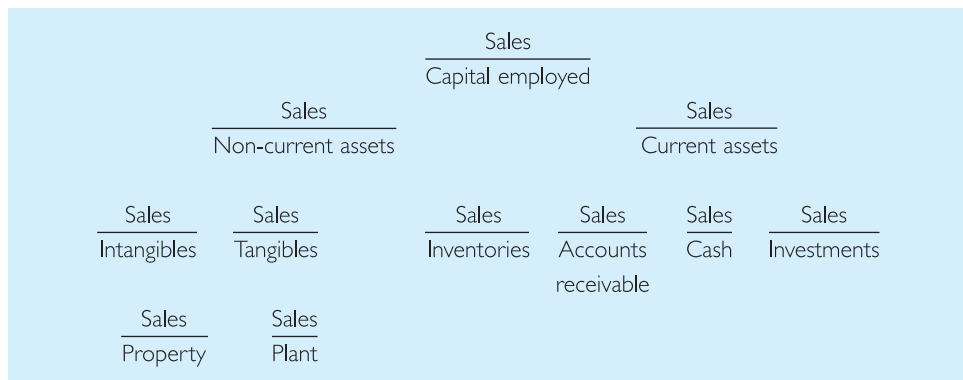 Sales
Capital employed
Sales Sales
Non-current assets Current assets
Sales Sales Sales Sales Sales Sales
Intangibles Tangibles Inventories Accounts Cash Investments
receivable
Sales Sales
Property Plant